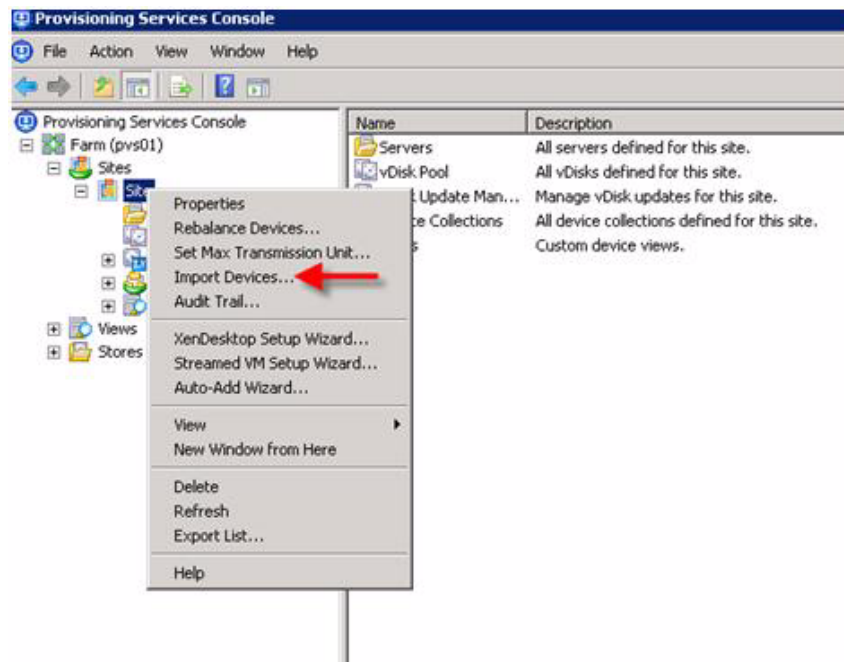 Provisioning Services Console
File Action View Window Help
Provisioning Services Console
Farm (pvs01)
Sites
Site
Views
Stores
Name Description
Servers All servers defined for this site.
vDisk Pool All vDisks defined for this site.
Update Man... Manage vDisk updates for this site.
Collections All device collections defined for this site.
Custom device views.
Properties
Rebalance Devices...
Set Max Transmission Unit...
Import Devices...
Audit Trail...
XenDesktop Setup Wizard...
Streamed VM Setup Wizard...
Auto-Add Wizard...
View
New Window from Here
Delete
Refresh
Export List...
Help